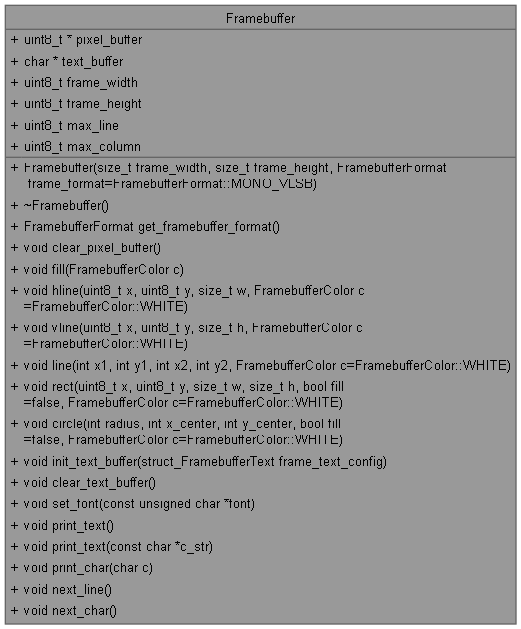 Framebuffer
+ uint8_t * pixel_buffer
+ char * text_buffer
+ uint8_t frame_width
+ uint8_t frame_height
+ uint8_t max_line
+ uint8_t max_column
+ Framebuffer(size_t frame_width, size_t frame_height, FramebufferFormat
frame_format=FramebufferFormat::MONO_VLSB)
+ ~Framebuffer()
+ FramebufferFormat get_framebuffer_format()
+ void clear_pixel_buffer()
+ void fill(FramebufferColor c)
+ void hline(uint8_t x, uint8_t y, size_t w, FramebufferColor c
=FramebufferColor::WHITE)
+ void vline(uint8_t x, uint8_t y, size_t h, FramebufferColor c
=FramebufferColor::WHITE)
+ void line(int x1, int y1, int x2, int y2, FramebufferColor c=FramebufferColor::WHITE)
+ void rect(uint8_t x, uint8_t y, size_t w, size_t h, bool fill
=false, FramebufferColor c=FramebufferColor::WHITE)
+ void circle(int radius, int x_center, int y_center, bool fill
=false, FramebufferColor c=FramebufferColor::WHITE)
+ void init_text_buffer(struct_FramebufferText frame_text_config)
+ void clear_text_buffer()
+ void set_font(const unsigned char *font)
+ void print_text()
+ void print_text(const char *c_str)
+ void print_char(char c)
+ void next_line()
+ void next_char()